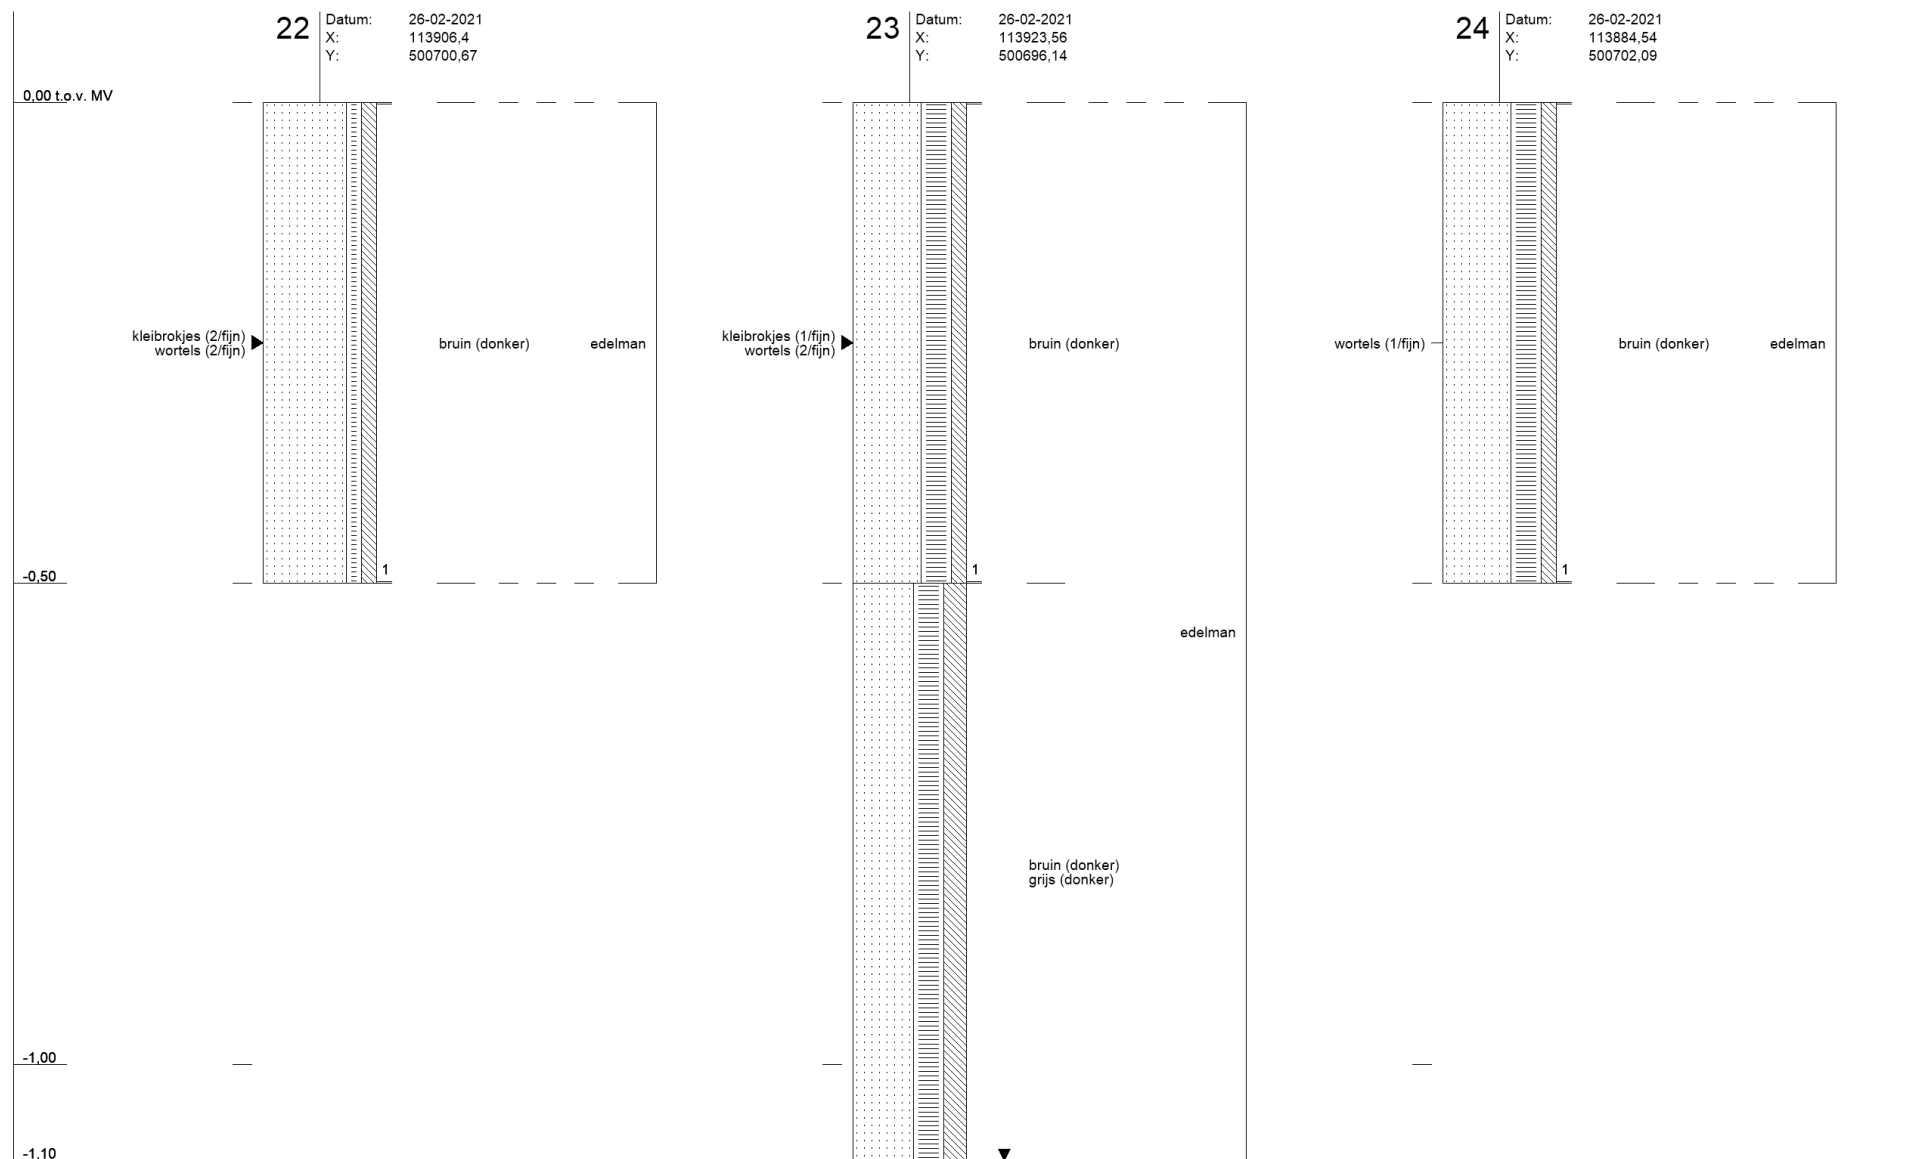 22
Datum: 26-02-2021
X: 113906,4
Y: 500700,67
23
Datum: 26-02-2021
X: 113923,56
Y: 500696,14
24
Datum: 26-02-2021
X: 113884,54
Y: 500702,09
0,00 t.o.v. MV
kleibrokjes (2/fijn)
wortels (2/fijn)
bruin (donker)
edelman
1
kleibrokjes (1/fijn)
wortels (2/fijn)
bruin (donker)
1
edelman
bruin (donker)
grijs (donker)
wortels (1/fijn)
bruin (donker)
edelman
1
-0,50
-1,00
-1,10